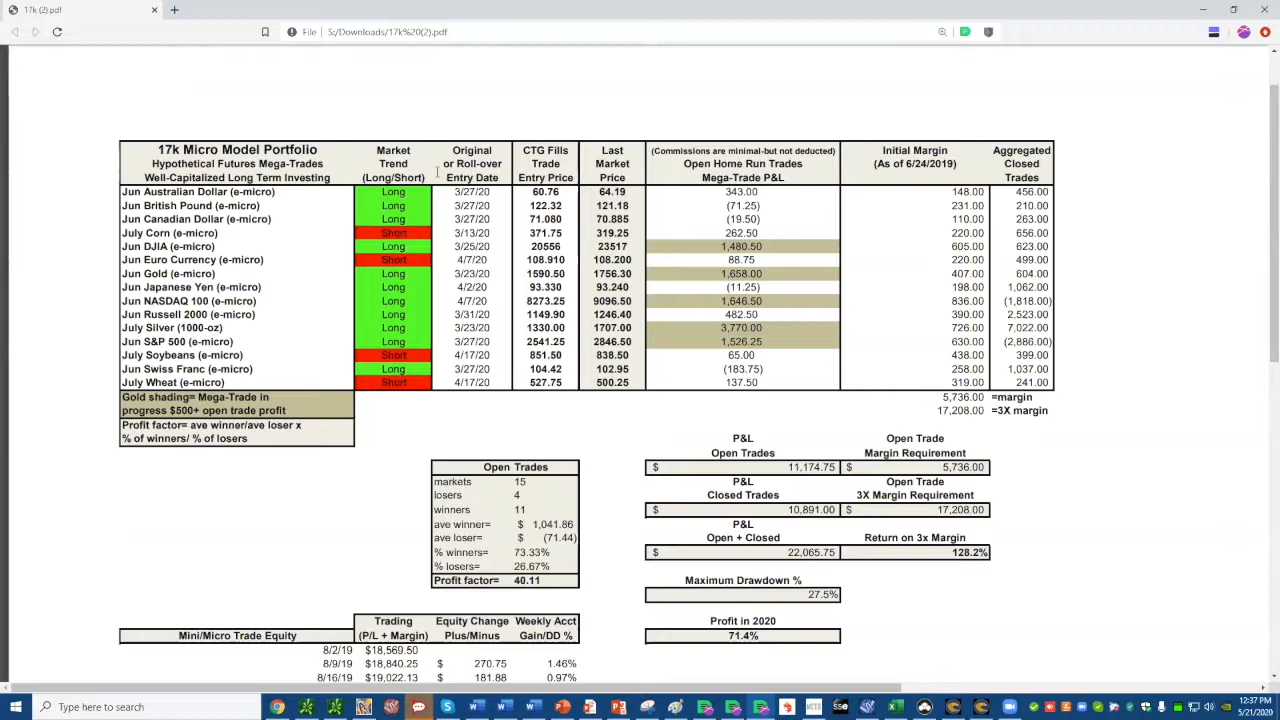 17k (2).pdf
File | S:/Downloads/17k%20(2).pdf
17k Micro Model Portfolio Market Original CTG Fills Last (Commissions are minimal-but not deducted) Initial Margin Aggregated
Hypothetical Futures Mega-Trades Trend or Roll-over Trade Market Open Home Run Trades (As of 6/24/2019) Closed
Well-Capitalized Long Term Investing (Long/Short) Entry Date Entry Price Price Mega-Trade P&L Trades
Jun Australian Dollar (e-micro) Long 3/27/20 60.76 64.19 343.00 148.00 456.00
Jun British Pound (e-micro) Long 3/27/20 122.32 121.18 (71.25) 231.00 210.00
Jun Canadian Dollar (e-micro) Long 3/27/20 71.080 70.885 (19.50) 110.00 263.00
July Corn (e-micro) Short 3/13/20 371.75 319.25 262.50 220.00 656.00
Jun DJIA (e-micro) Long 3/25/20 20556 23517 1,480.50 605.00 623.00
Jun Euro Currency (e-micro) Short 4/7/20 108.910 108.200 88.75 220.00 499.00
Jun Gold (e-micro) Long 3/23/20 1590.50 1756.30 1,658.00 407.00 604.00
Jun Japanese Yen (e-micro) Long 4/2/20 93.330 93.240 (11.25) 198.00 1,062.00
Jun NASDAQ 100 (e-micro) Long 4/7/20 8273.25 9096.50 1,646.50 836.00 (1,818.00)
Jun Russell 2000 (e-micro) Long 3/31/20 1149.90 1246.40 482.50 390.00 2,523.00
July Silver (1000-oz) Long 3/23/20 1330.00 1707.00 3,770.00 726.00 7,022.00
Jun S&P 500 (e-micro) Long 3/27/20 2541.25 2846.50 1,526.25 630.00 (2,886.00)
July Soybeans (e-micro) Short 4/17/20 851.50 838.50 65.00 438.00 399.00
Jun Swiss Franc (e-micro) Long 3/27/20 104.42 102.95 (183.75) 258.00 1,037.00
July Wheat (e-micro) Short 4/17/20 527.75 500.25 137.50 319.00 241.00
Gold shading= Mega-Trade in 5,736.00 =margin
progress $500+ open trade profit 17,208.00 =3X margin
Profit factor= ave winner/ave loser x
% of winners/ % of losers
P&L Open Trade
Open Trades Margin Requirement
$ 11,174.75 $ 5,736.00
P&L Open Trade
Closed Trades 3X Margin Requirement
$ 10,891.00 $ 17,208.00
P&L
Open + Closed Return on 3x Margin
$ 22,065.75 128.2%
Open Trades
markets 15
losers 4
winners 11
ave winner= $ 1,041.86
ave loser= $ (71.44)
% winners= 73.33%
% losers= 26.67%
Profit factor= 40.11
Maximum Drawdown %
27.5%
Profit in 2020
71.4%
Trading Equity Change Weekly Acct
Mini/Micro Trade Equity (P/L + Margin) Plus/Minus Gain/DD %
8/2/19 $18,569.50
8/9/19 $18,840.25 $ 270.75 1.46%
8/16/19 $19,022.13 $ 181.88 0.97%
Type here to search
12:37 PM
5/21/2020